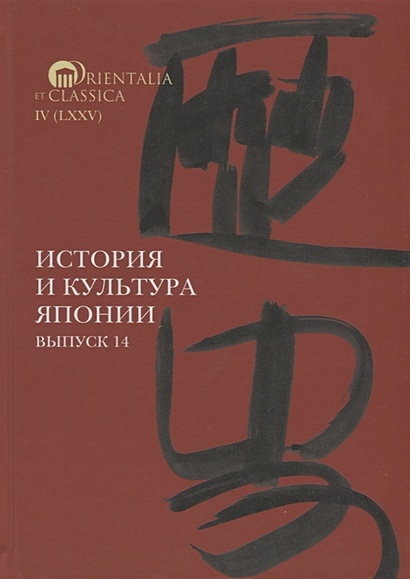 ORIENTALIA
ET CLASSICA
IV (LXXV)
ИСТОРИЯ
И КУЛЬТУРА
ЯПОНИИ
ВЫПУСК 14